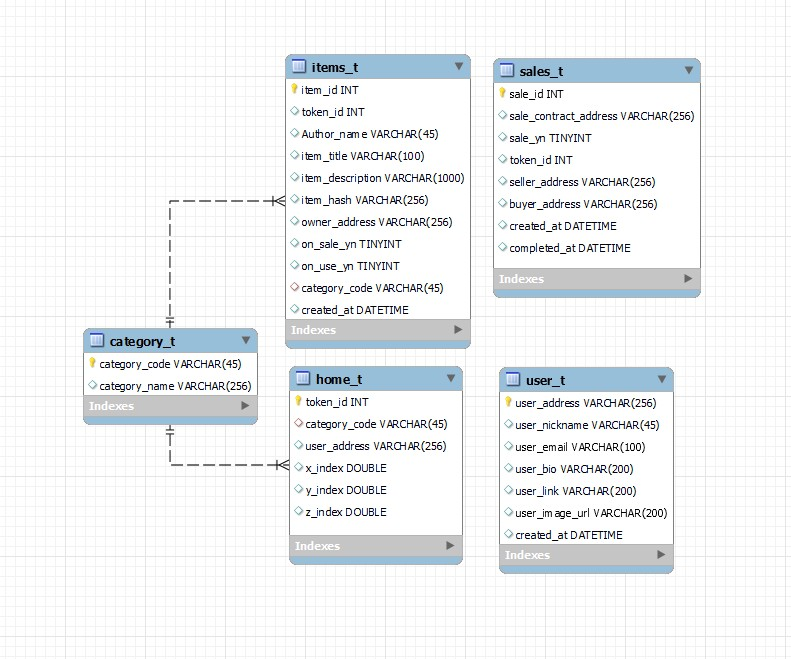 items_t
item_id INT
token_id INT
Author_name VARCHAR(45)
item_title VARCHAR(100)
item_description VARCHAR(1000)
item_hash VARCHAR(256)
owner_address VARCHAR(256)
on_sale_yn TINYINT
on_use_yn TINYINT
category_code VARCHAR(45)
created_at DATETIME
Indexes
sales_t
sale_id INT
sale_contract_address VARCHAR(256)
sale_yn TINYINT
token_id INT
seller_address VARCHAR(256)
buyer_address VARCHAR(256)
created_at DATETIME
completed_at DATETIME
Indexes
category_t
category_code VARCHAR(45)
category_name VARCHAR(256)
Indexes
home_t
token_id INT
category_code VARCHAR(45)
user_address VARCHAR(256)
x_index DOUBLE
y_index DOUBLE
z_index DOUBLE
Indexes
user_t
user_address VARCHAR(256)
user_nickname VARCHAR(45)
user_email VARCHAR(100)
user_bio VARCHAR(200)
user_link VARCHAR(200)
user_image_url VARCHAR(200)
created_at DATETIME
Indexes